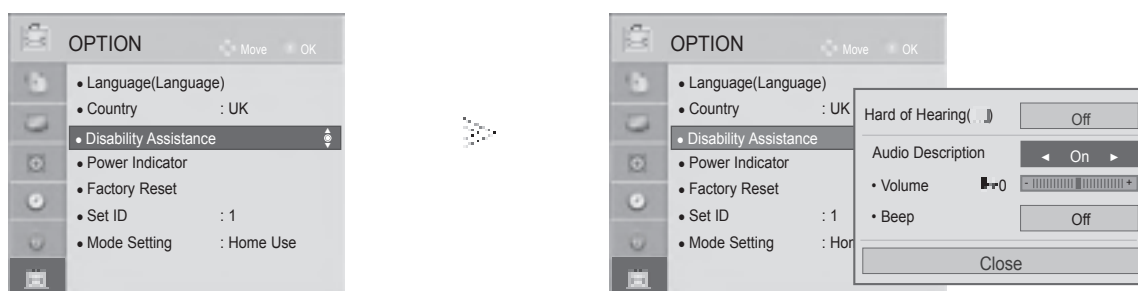 OPTION
Move OK
• Language(Language)
• Country : UK
• Disability Assistance
• Power Indicator
• Factory Reset
• Set ID : 1
• Mode Setting : Home Use
OPTION
Move OK
• Language(Language)
• Country : UK
• Disability Assistance
• Power Indicator
• Factory Reset
• Set ID : 1
• Mode Setting : Hom
Hard of Hearing( ) Off
Audio Description ◄ On ►
• Volume 0 - +
• Beep Off
Close